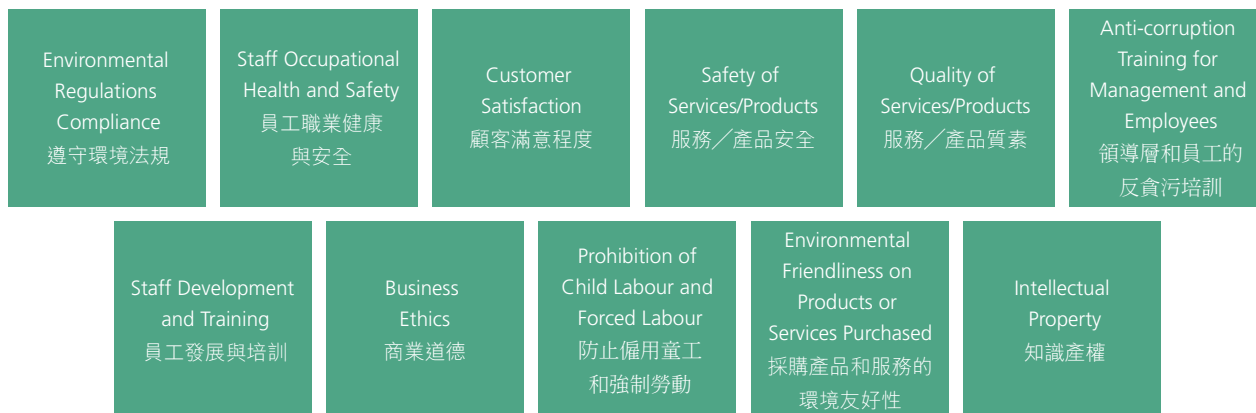 Environmental
Regulations
Compliance
遵守環境法規
Staff Occupational
Health and Safety
員工職業健康
與安全
Customer
Satisfaction
顧客滿意程度
Safety of
Services/Products
服務／產品安全
Quality of
Services/Products
服務／產品質素
Anti-corruption
Training for
Management and
Employees
領導層和員工的
反貪污培訓
Staff Development
and Training
員工發展與培訓
Business
Ethics
商業道德
Prohibition of
Child Labour and
Forced Labour
防止僱用童工
和強制勞動
Environmental
Friendliness on
Products or
Services Purchased
採購產品和服務的
環境友好性
Intellectual
Property
知識產權